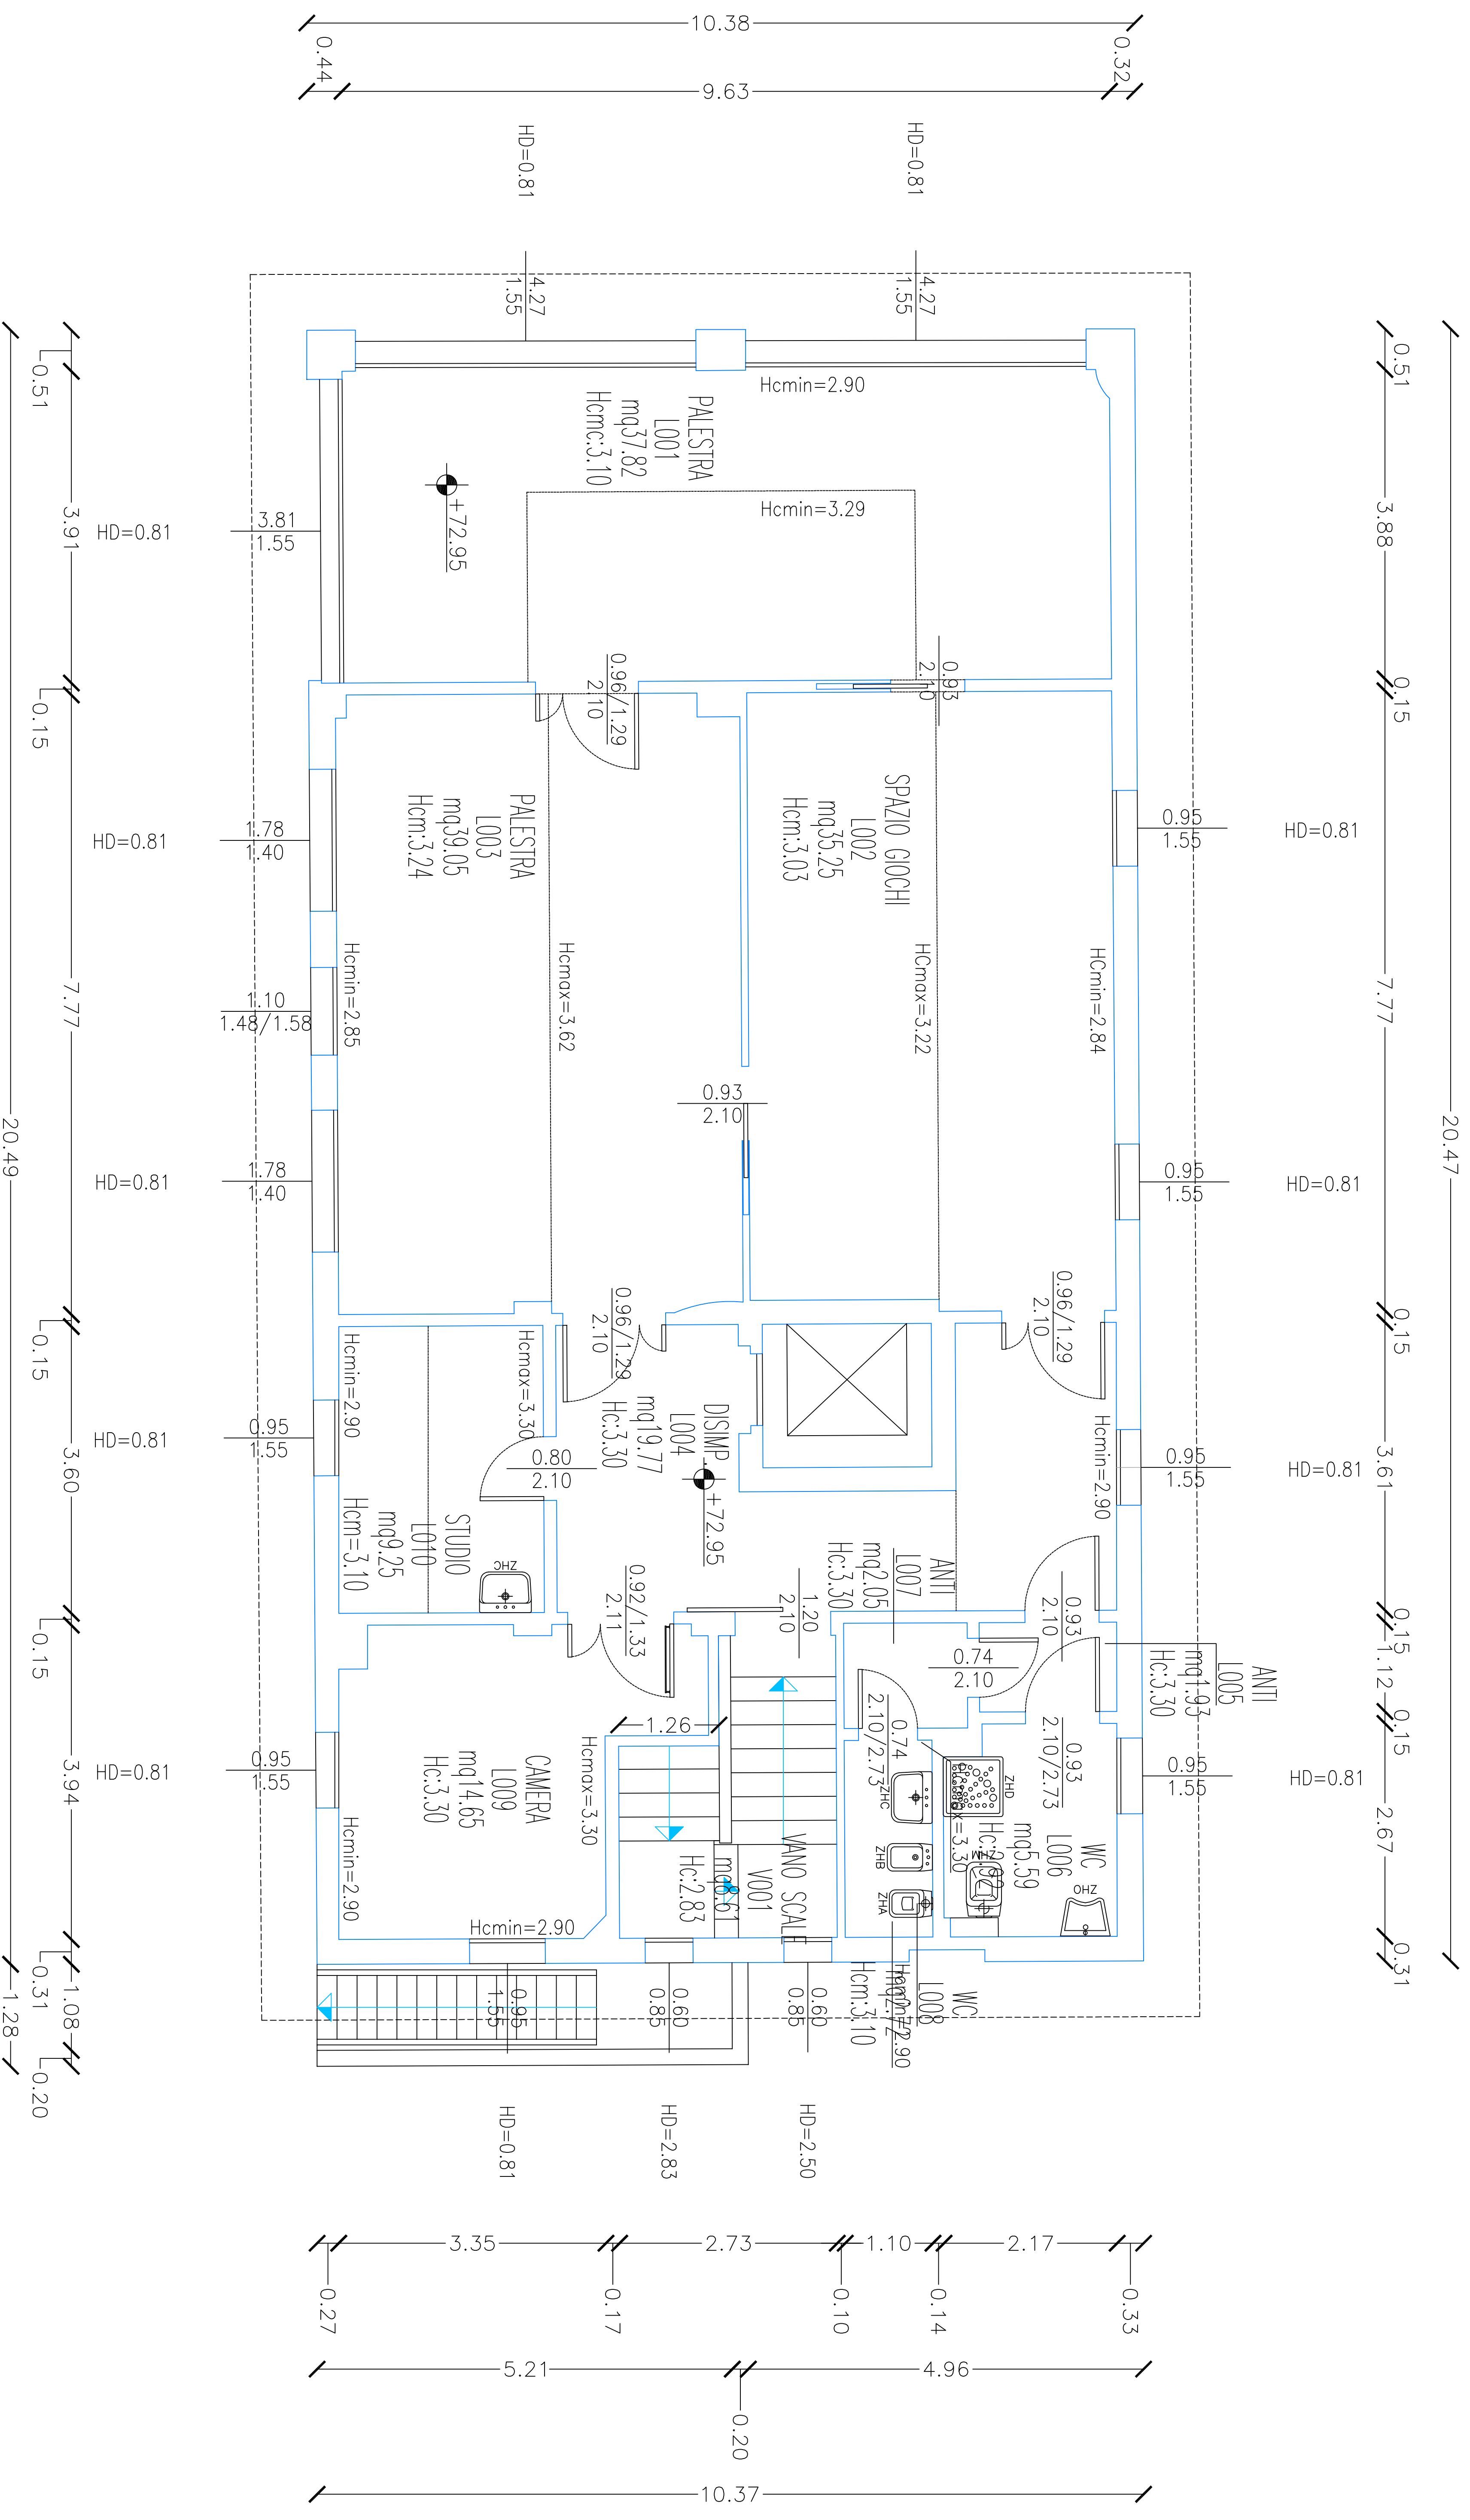 10.38
0.44
0.32
9.63
HD=0.81
HD=0.81
4.27
1.55
4.27
1.55
0.51
0.51
Hcmin=2.90
PALESTRA
L001
mq37.82
Hcmc:3.10
+72.95
Hcmin=3.29
3.91
HD=0.81
3.81
1.55
3.88
0.15
0.15
0.96/1.29
2.10
0.93
2.10
PALESTRA
L003
mq39.05
Hcm:3.24
SPAZIO GIOCHI
L002
mq35.25
Hcm:3.03
HD=0.81
1.78
1.40
0.95
1.55
HD=0.81
Hcmin=2.85
Hcmax=3.62
HCmax=3.22
HCmin=2.84
7.77
1.10
1.48/1.58
7.77
0.93
2.10
20.49
20.47
HD=0.81
1.78
1.40
0.95
1.55
HD=0.81
0.96/1.29
2.10
0.96/1.29
2.10
0.15
0.15
Hcmin=2.90
Hcmax=3.30
DISIMP.
L004
mq19.77
Hc:3.30
+72.95
Hcmin=2.90
HD=0.81
0.95
1.55
0.80
2.10
0.95
1.55
HD=0.81
3.60
3.61
STUDIO
L010
mq9.25
Hcm=3.10
ZHC
ANTI
L007
mq2.05
Hc:3.30
0.92/1.33
2.11
1.20
2.10
0.93
2.10
0.15
0.15
0.74
2.10
ANTI
L005
mq1.93
Hc:3.30
1.12
0.15
1.26
0.74
2.10/2.73
0.93
2.10/2.73
HD=0.81
0.95
1.55
0.95
1.55
HD=0.81
3.94
2.67
CAMERA
L009
mq14.65
Hc:3.30
Hcmax=3.30
Hcmin=2.90
Hcmin=2.90
VANO SCALE
V001
mq8.61
Hc:2.83
ZHC
ZHB
ZHA
ZHD
ZHM
ZHO
WC
L006
mq5.59
0.31
0.31
1.08
1.28
0.20
0.95
1.55
0.60
0.85
0.60
0.85
WC
L008
Hcm:3.10
HD=0.81
HD=2.83
HD=2.50
3.35
2.73
1.10
2.17
0.27
0.17
0.10
0.14
0.33
5.21
4.96
0.20
10.37